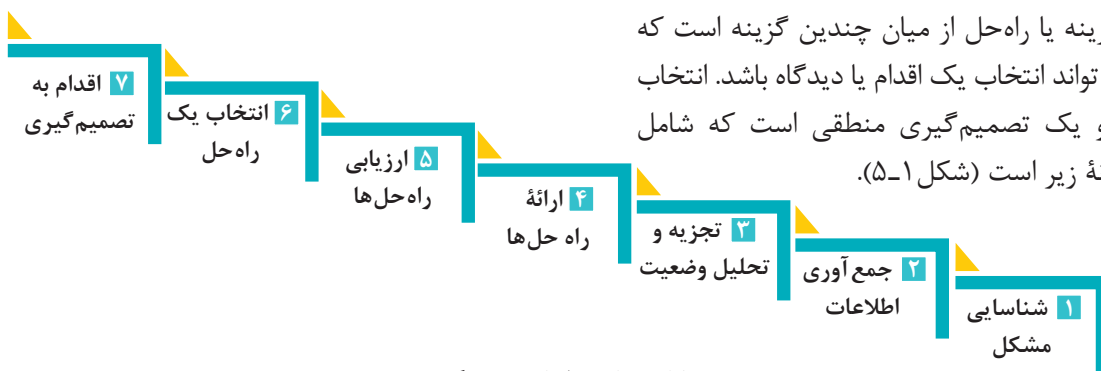 یا راه‌حل از میان چندین گزینه است که
تواند انتخاب یک اقدام یا دیدگاه باشد. انتخاب
یک تصمیم‌گیری منطقی است که شامل
زیر است (شکل ۱ـ۵).
۱ شناسایی
مشکل
۲ جمع‌آوری
اطلاعات
۳ تجزیه و
تحلیل وضعیت
۴ ارائهٔ
راه حل‌ها
۵ ارزیابی
راه‌حل‌ها
۶ انتخاب یک
راه‌حل
۷ اقدام به
تصمیم‌گیری